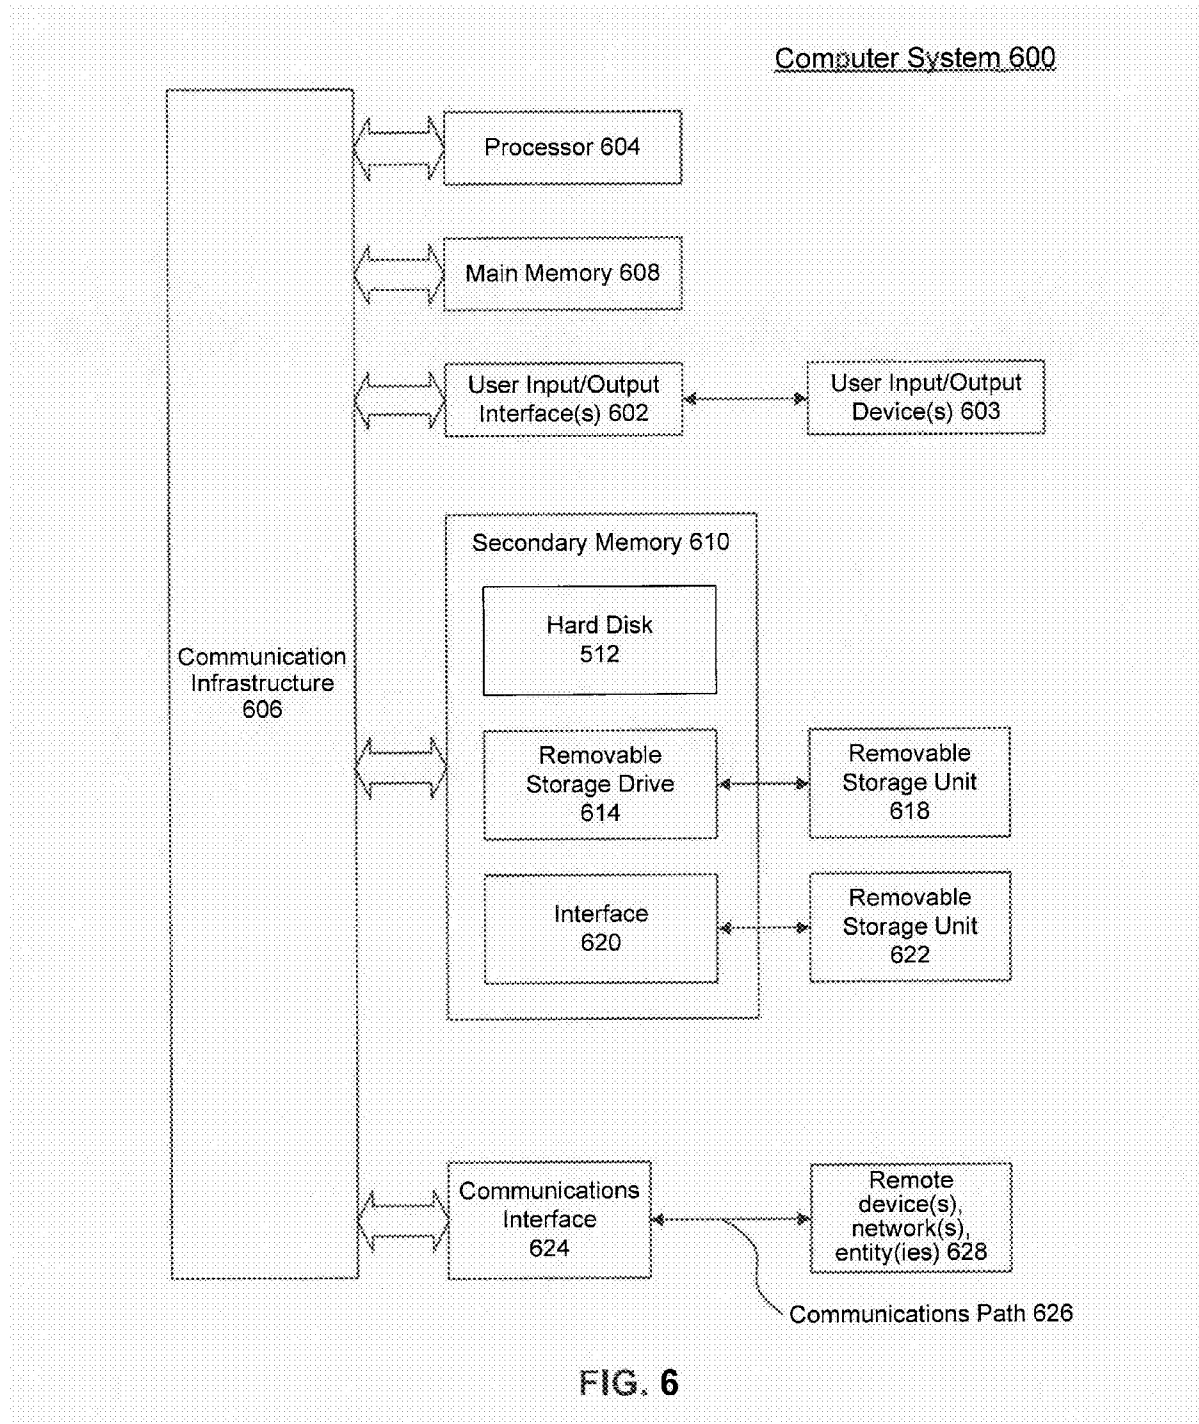 Computer System 600
Processor 604
Main Memory 608
User Input/Output
Interface(s) 602
User Input/Output
Device(s) 603
Secondary Memory 610
Hard Disk
512
Communication
Infrastructure
606
Removable
Storage Drive
614
Removable
Storage Unit
618
Interface
620
Removable
Storage Unit
622
Communications
Interface
624
Remote
device(s),
network(s),
entity(ies) 628
Communications Path 626
FIG. 6